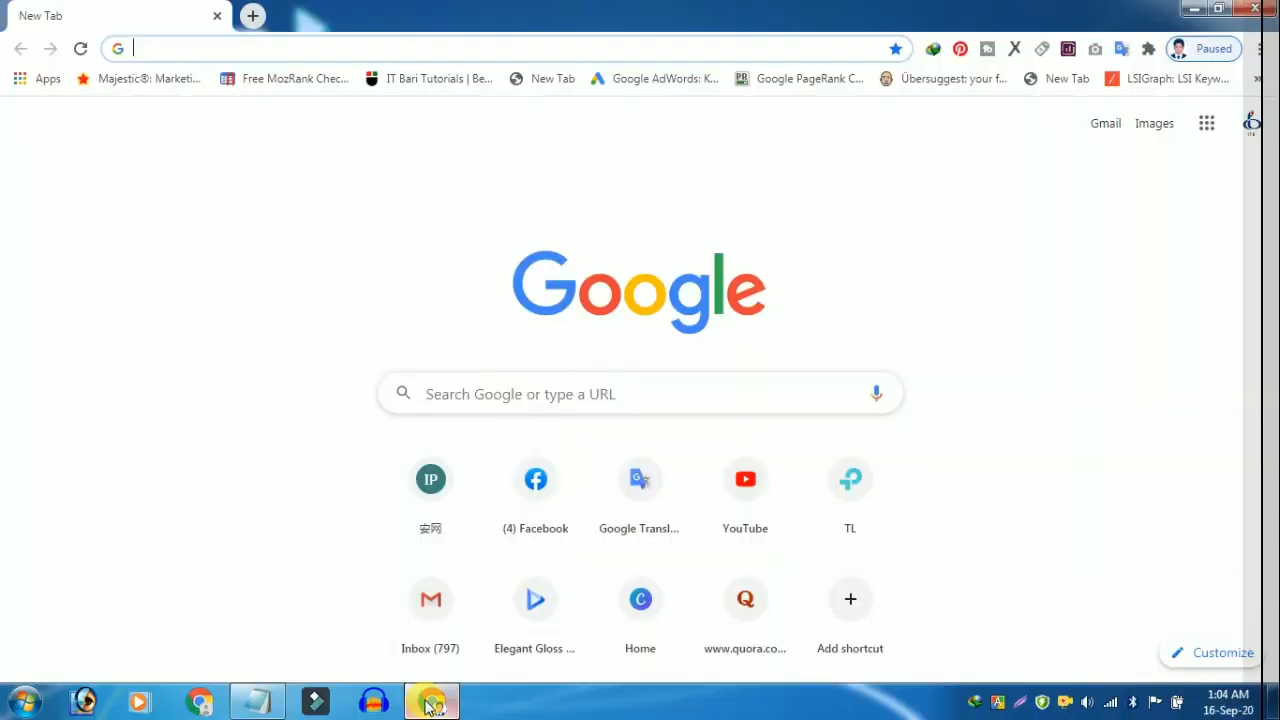 New Tab
Paused
Apps
Majestic®: Marketi...
Free MozRank Chec...
IT Bari Tutorials | Be...
New Tab
Google AdWords: K...
Google PageRank C...
Übersuggest: your f...
New Tab
LSIGraph: LSI Keyw...
Gmail
Images
Google
Search Google or type a URL
IP
安网
(4) Facebook
Google Transl...
YouTube
TL
Inbox (797)
Elegant Gloss ...
Home
www.quora.co...
Add shortcut
Customize
1:04 AM
16-Sep-20